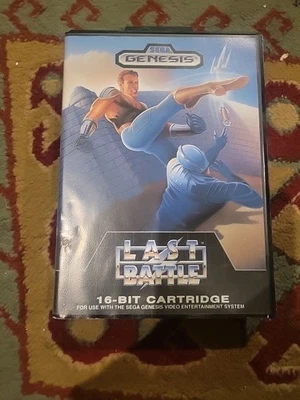 SEGA
GENESIS
LAST
BATTLE
16-BIT CARTRIDGE
FOR USE WITH THE SEGA GENESIS VIDEO ENTERTAINMENT SYSTEM